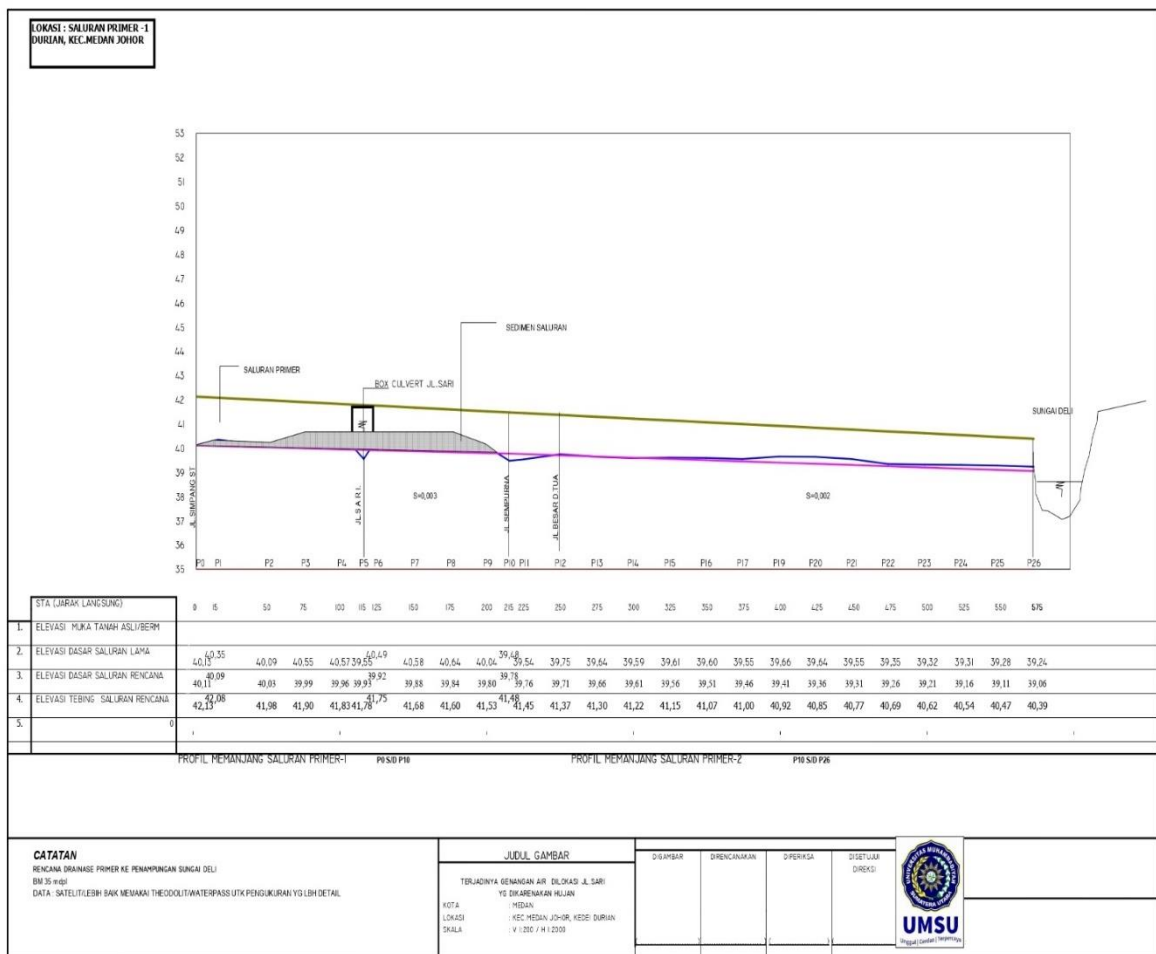 LOKASI : SALURAN PRIMER -1
DURIAN, KEC.MEDAN JOHOR
53
52
51
50
49
48
47
46
45
44
43
42
41
40
39
38
37
36
35
SEDIMEN SALURAN
SALURAN PRIMER
BOX CULVERT JL.SARI
SUNGAI DELI
JL SIMPANG ST
JL.S A R I.
S=0,003
JL SEMPURNA
JL BESAR D.TUA
S=0,002
P0 P1 P2 P3 P4 P5 P6 P7 P8 P9 P10 P11 P12 P13 P14 P15 P16 P17 P19 P20 P21 P22 P23 P24 P25 P26
STA (JARAK LANGSUNG) 0 15 50 75 100 115 125 150 175 200 215 225 250 275 300 325 350 375 400 425 450 475 500 525 550 575
1. ELEVASI MUKA TANAH ASLI/BERM
2. ELEVASI DASAR SALURAN LAMA 40,13 40,35 40,09 40,55 40,57 39,55 40,49 40,58 40,64 40,04 39,48 39,54 39,75 39,64 39,59 39,61 39,60 39,55 39,66 39,64 39,55 39,35 39,32 39,31 39,28 39,24
3. ELEVASI DASAR SALURAN RENCANA 40,11 40,09 40,03 39,99 39,96 39,93 39,92 39,88 39,84 39,80 39,78 39,76 39,71 39,66 39,61 39,56 39,51 39,46 39,41 39,36 39,31 39,26 39,21 39,16 39,11 39,06
4. ELEVASI TEBING SALURAN RENCANA 42,13 42,08 41,98 41,90 41,83 41,78 41,75 41,68 41,60 41,53 41,48 41,45 41,37 41,30 41,22 41,15 41,07 41,00 40,92 40,85 40,77 40,69 40,62 40,54 40,47 40,39
5. 0
PROFIL MEMANJANG SALURAN PRIMER-1 P0 S/D P10 PROFIL MEMANJANG SALURAN PRIMER-2 P10 S/D P26
CATATAN
RENCANA DRAINASE PRIMER KE PENAMPUNGAN SUNGAI DELI
BM 35 mdpl
DATA : SATELIT/LEBIH BAIK MEMAKAI THEODOLIT/WATERPASS UTK PENGUKURAN YG LBH DETAIL
JUDUL GAMBAR
TERJADINYA GENANGAN AIR DILOKASI JL.SARI
YG DIKARENAKAN HUJAN
KOTA : MEDAN
LOKASI : KEC MEDAN JOHOR, KEDEI DURIAN
SKALA : V 1:200 / H 1:2000
DIGAMBAR
DIRENCANAKAN
DIPERIKSA
DISETUJUI
DIREKSI
UNIVERSITAS MUHAMMADIYAH
SUMATERA UTARA
UMSU
Unggul | Cerdas | Terpercaya